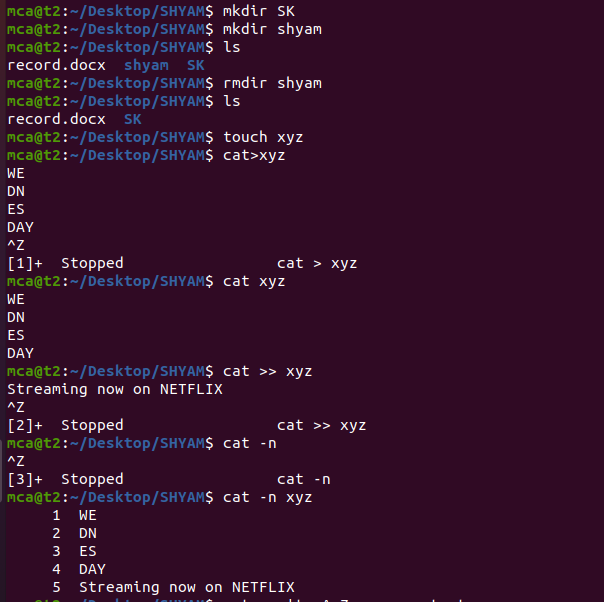 mca@t2:~/Desktop/SHYAM$ mkdir SK
mca@t2:~/Desktop/SHYAM$ mkdir shyam
mca@t2:~/Desktop/SHYAM$ ls
record.docx  shyam  SK
mca@t2:~/Desktop/SHYAM$ rmdir shyam
mca@t2:~/Desktop/SHYAM$ ls
record.docx  SK
mca@t2:~/Desktop/SHYAM$ touch xyz
mca@t2:~/Desktop/SHYAM$ cat>xyz
WE
DN
ES
DAY
^Z
[1]+  Stopped                 cat > xyz
mca@t2:~/Desktop/SHYAM$ cat xyz
WE
DN
ES
DAY
mca@t2:~/Desktop/SHYAM$ cat >> xyz
Streaming now on NETFLIX
^Z
[2]+  Stopped                 cat >> xyz
mca@t2:~/Desktop/SHYAM$ cat -n
^Z
[3]+  Stopped                 cat -n
mca@t2:~/Desktop/SHYAM$ cat -n xyz
     1  WE
     2  DN
     3  ES
     4  DAY
     5  Streaming now on NETFLIX